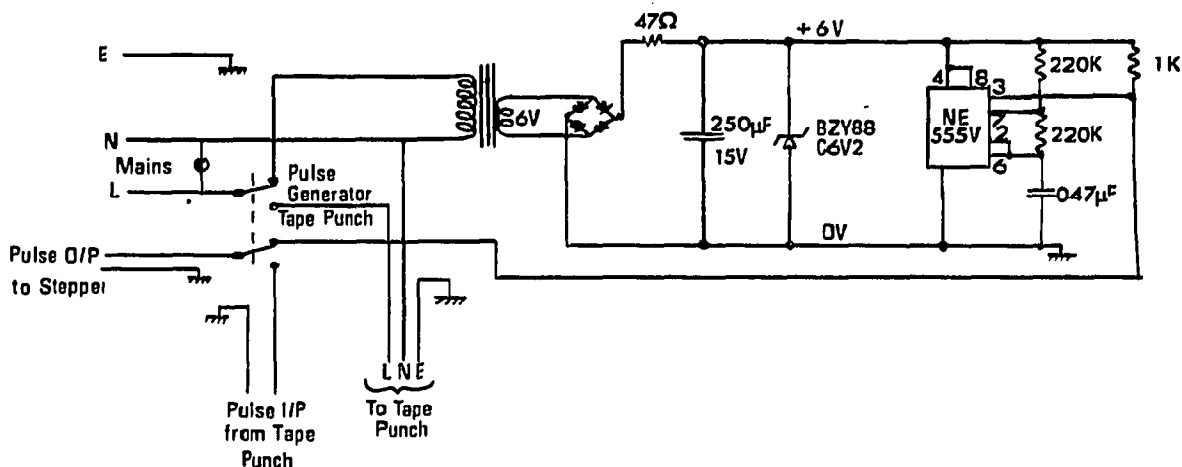 E
N
Mains
L
Pulse
Generator
Tape Punch
Pulse O/P
to Stepper
Pulse I/P
from Tape
Punch
L N E
To Tape
Punch
6V
47Ω
+6V
250µF
15V
BZY88
C6V2
0V
4 8
3
NE
555V
7
2
6
220K
220K
1K
047µF